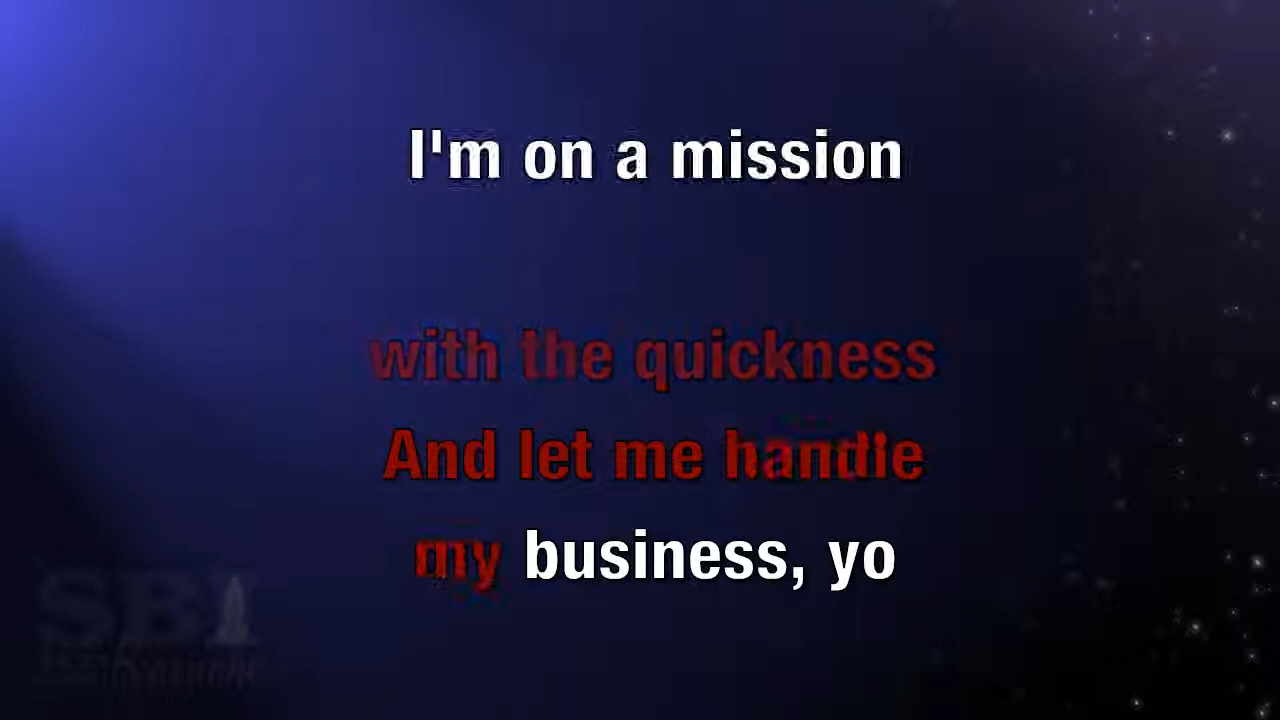 I'm on a mission
with the quickness
And let me handle
my business, yo